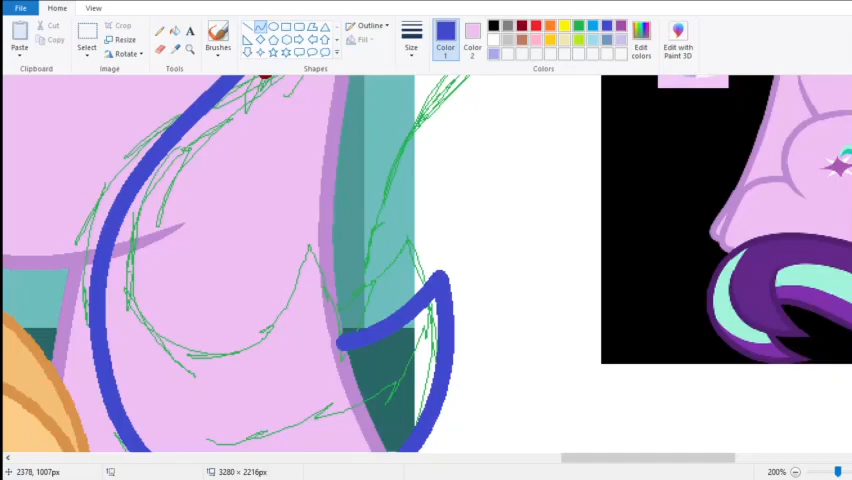 File Home View
Cut
Copy
Paste
Clipboard
Select
Crop
Resize
Rotate
Image
A
Tools
Brushes
Outline
Fill
Shapes
Size
Color 1
Color 2
Edit colors
Colors
Edit with Paint 3D
2378, 1007px
3280 × 2216px
200%